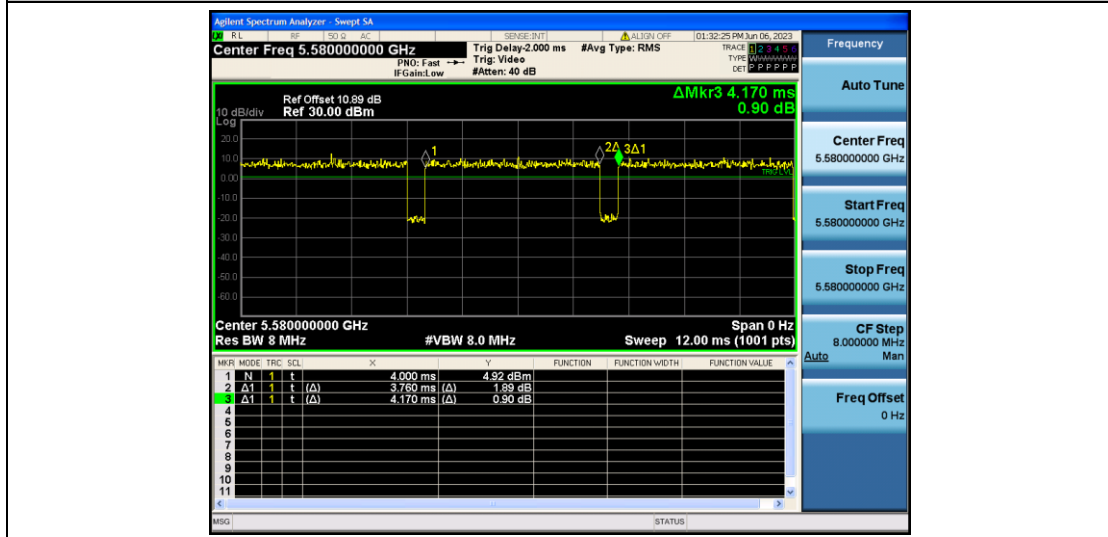 Agilent Spectrum Analyzer - Swept SA
RL RF 50 Ω AC SENSE:INT ALIGN OFF 01:32:25 PM Jun 06, 2023
Center Freq 5.580000000 GHz Trig Delay-2.000 ms #Avg Type: RMS TRACE 1 2 3 4 5 6
PNO: Fast Trig: Video TYPE WWWWWW
IFGain:Low #Atten: 40 dB DET P P P P P P
Frequency
Auto Tune
Center Freq
5.580000000 GHz
Start Freq
5.580000000 GHz
Stop Freq
5.580000000 GHz
CF Step
8.000000 MHz
Auto Man
Freq Offset
0 Hz
ΔMkr3 4.170 ms
0.90 dB
Ref Offset 10.89 dB
10 dB/div Ref 30.00 dBm
Log
20.0
10.0
0.00
-10.0
-20.0
-30.0
-40.0
-50.0
-60.0
1
2Δ 3Δ1
TRIG LVL
Center 5.580000000 GHz Span 0 Hz
Res BW 8 MHz #VBW 8.0 MHz Sweep 12.00 ms (1001 pts)
MKR MODE TRC SCL X Y FUNCTION FUNCTION WIDTH FUNCTION VALUE
1 N 1 t 4.000 ms 4.92 dBm
2 Δ1 1 t (Δ) 3.760 ms (Δ) 1.89 dB
3 Δ1 1 t (Δ) 4.170 ms (Δ) 0.90 dB
4
5
6
7
8
9
10
11
MSG STATUS